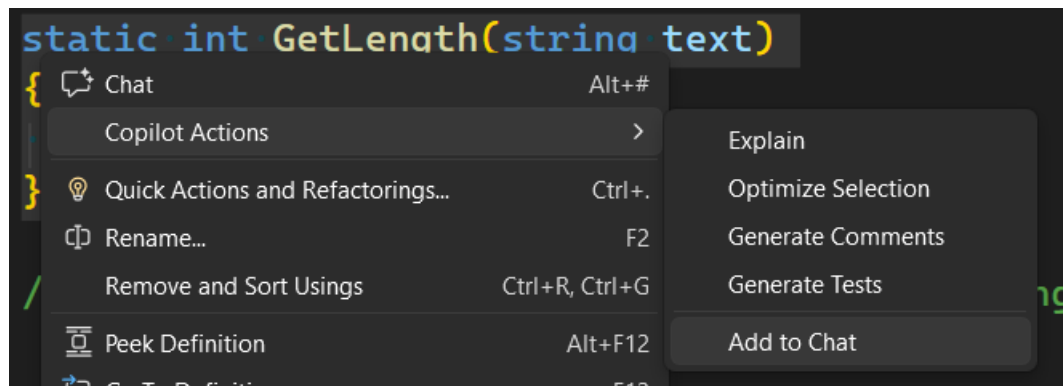 static int GetLength(string text)
{
Chat Alt+#
Copilot Actions >
Explain
}
Quick Actions and Refactorings... Ctrl+.
Optimize Selection
Rename... F2
Generate Comments
/
Remove and Sort Usings Ctrl+R, Ctrl+G
Generate Tests
Peek Definition Alt+F12
Add to Chat